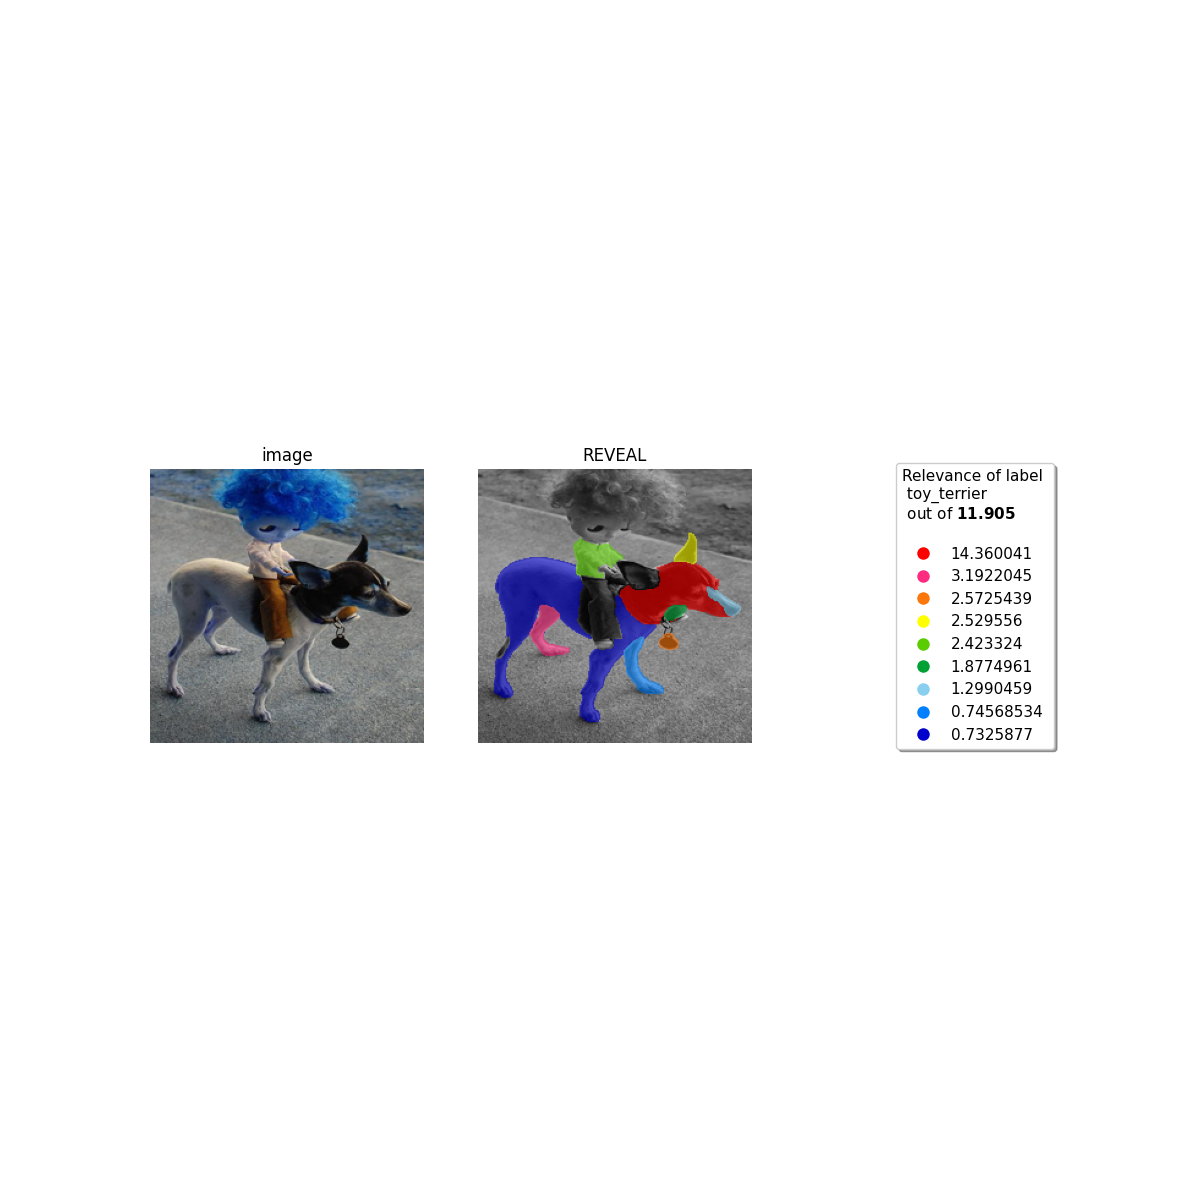 image
REVEAL
Relevance of label
toy_terrier
out of 11.905
14.360041
3.1922045
2.5725439
2.529556
2.423324
1.8774961
1.2990459
0.74568534
0.7325877